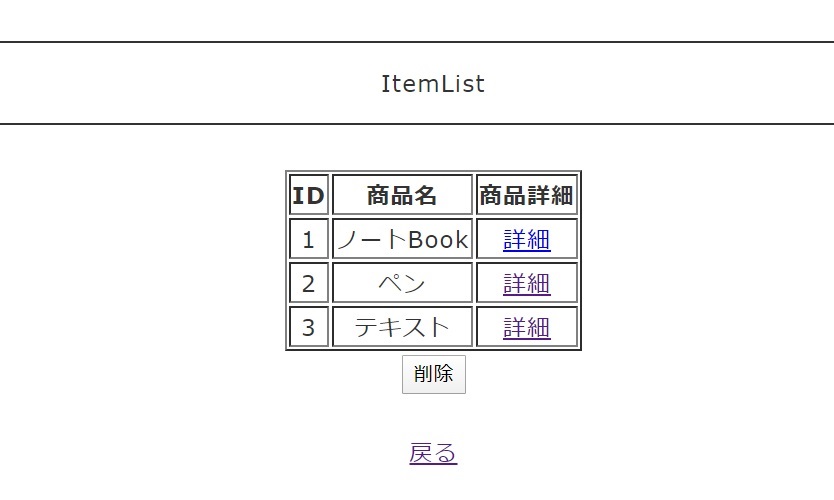 ItemList
ID 商品名 商品詳細
1 ノートBook 詳細
2 ペン 詳細
3 テキスト 詳細
削除
戻る